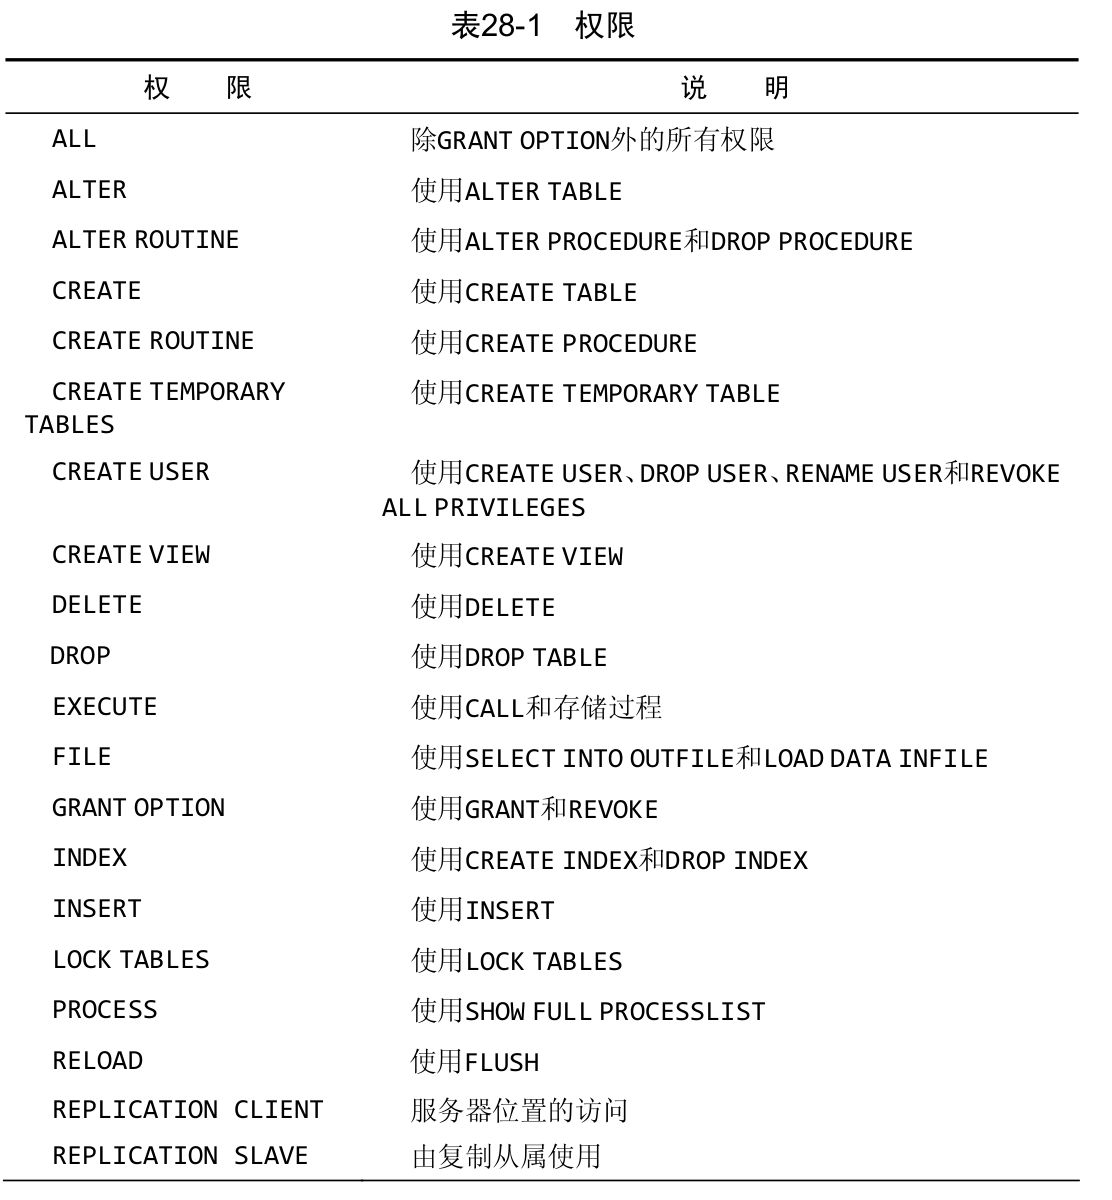 表28-1 权限
权 限 说 明
ALL 除GRANT OPTION外的所有权限
ALTER 使用ALTER TABLE
ALTER ROUTINE 使用ALTER PROCEDURE和DROP PROCEDURE
CREATE 使用CREATE TABLE
CREATE ROUTINE 使用CREATE PROCEDURE
CREATE TEMPORARY 使用CREATE TEMPORARY TABLE
TABLES
CREATE USER 使用CREATE USER、DROP USER、RENAME USER和REVOKE
ALL PRIVILEGES
CREATE VIEW 使用CREATE VIEW
DELETE 使用DELETE
DROP 使用DROP TABLE
EXECUTE 使用CALL和存储过程
FILE 使用SELECT INTO OUTFILE和LOAD DATA INFILE
GRANT OPTION 使用GRANT和REVOKE
INDEX 使用CREATE INDEX和DROP INDEX
INSERT 使用INSERT
LOCK TABLES 使用LOCK TABLES
PROCESS 使用SHOW FULL PROCESSLIST
RELOAD 使用FLUSH
REPLICATION CLIENT 服务器位置的访问
REPLICATION SLAVE 由复制从属使用